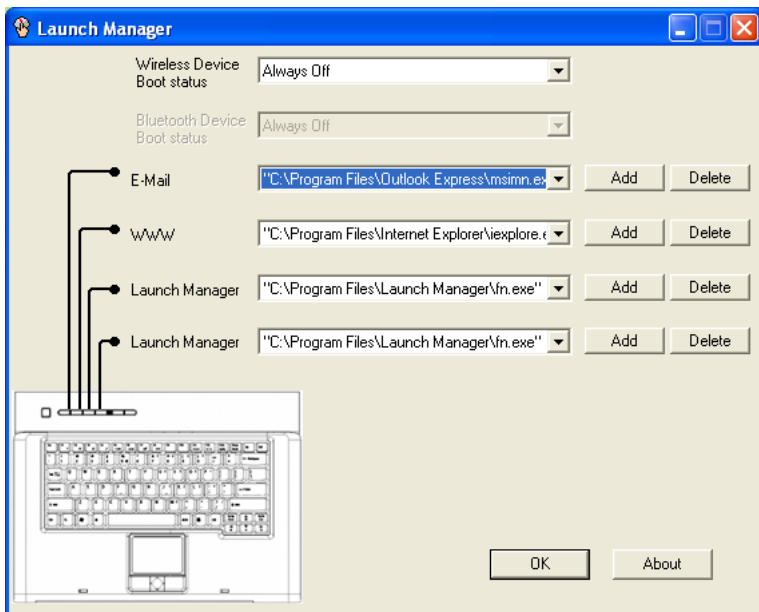 Launch Manager
Wireless Device
Boot status
Always Off
Bluetooth Device
Boot status
Always Off
E-Mail
"C:\Program Files\Outlook Express\msimn.ex
Add
Delete
WWW
"C:\Program Files\Internet Explorer\iexplore.e
Add
Delete
Launch Manager
"C:\Program Files\Launch Manager\fn.exe"
Add
Delete
Launch Manager
"C:\Program Files\Launch Manager\fn.exe"
Add
Delete
OK
About